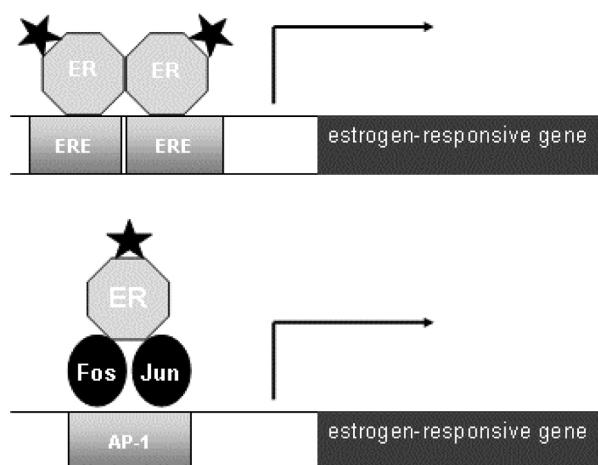 ER ER
ERE ERE estrogen-responsive gene
ER
Fos Jun
AP-1 estrogen-responsive gene